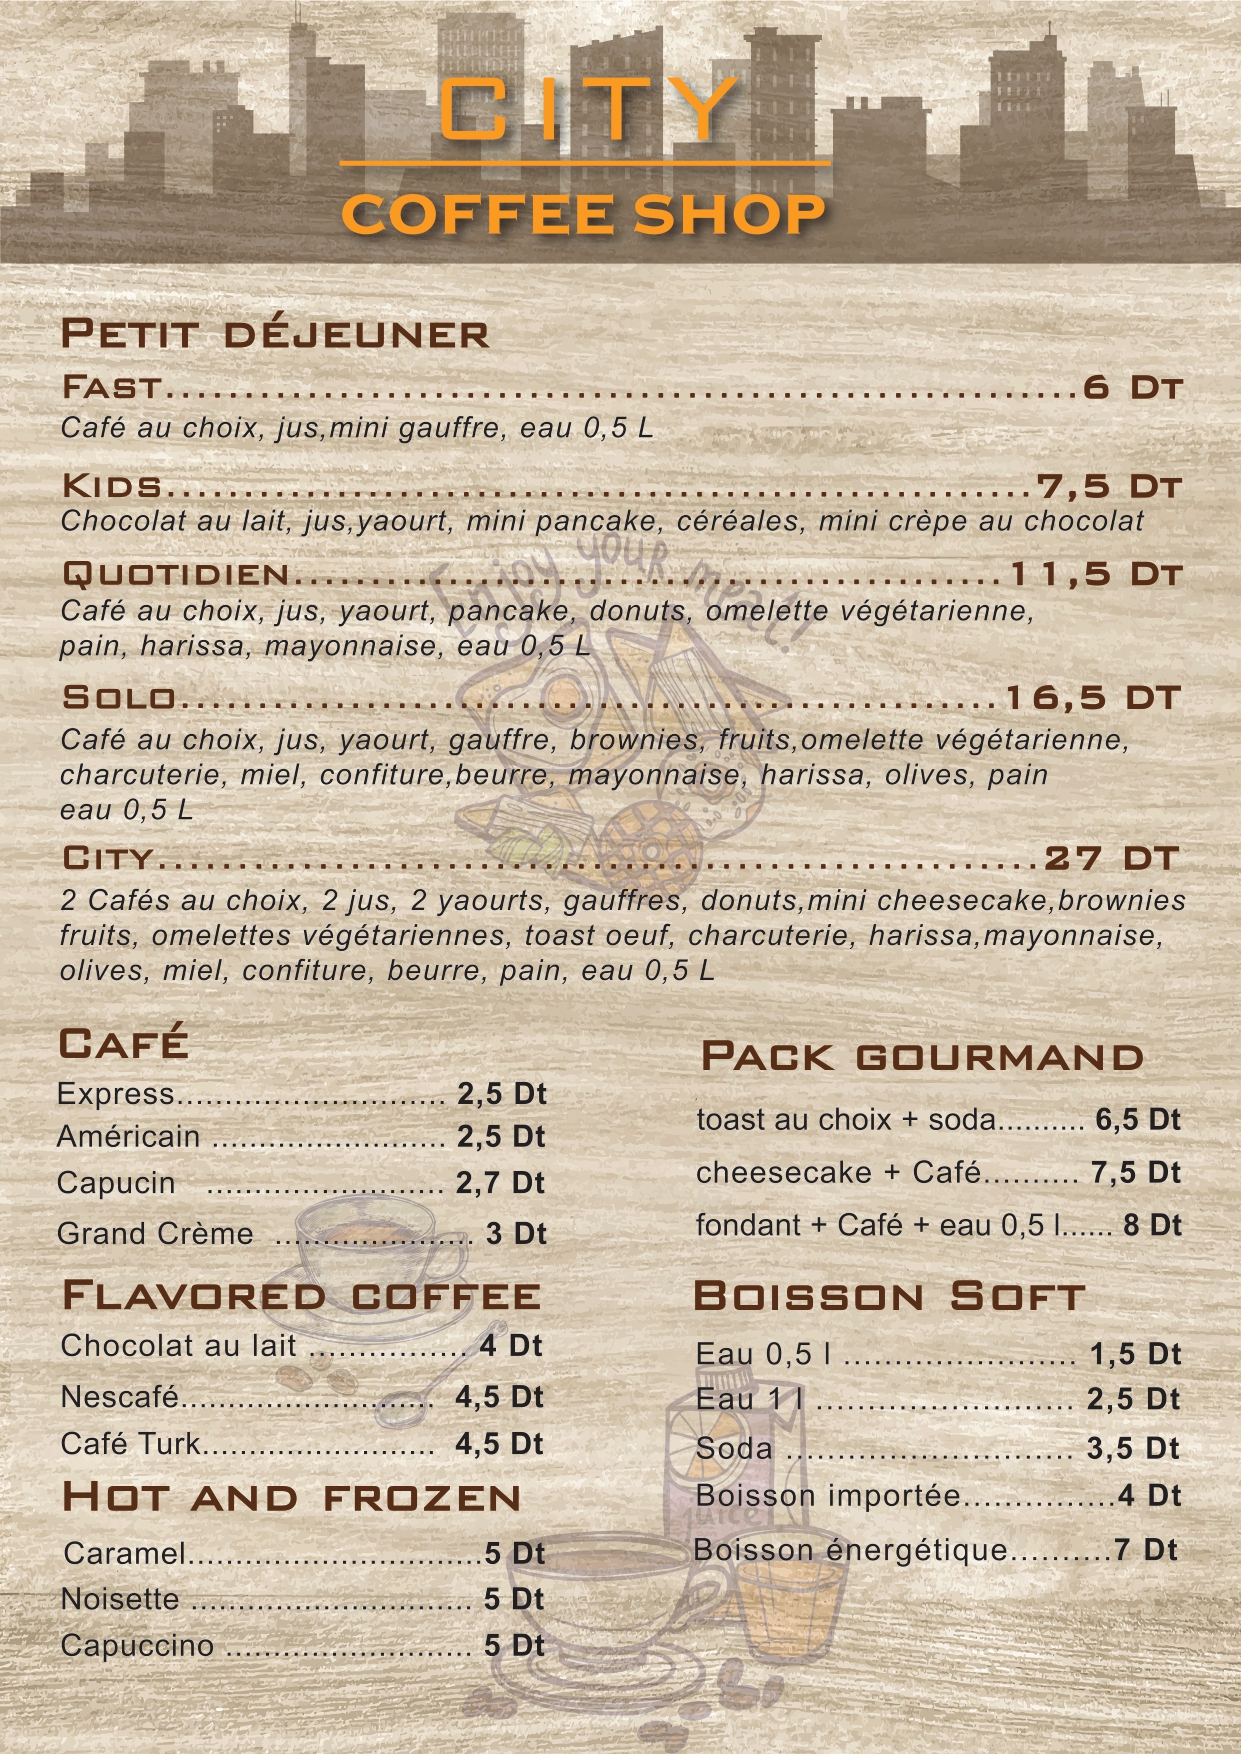 CITY
COFFEE SHOP
Petit déjeuner
Fast............................................................6 Dt
Café au choix, jus,mini gauffre, eau 0,5 L
Kids.........................................................7,5 Dt
Chocolat au lait, jus,yaourt, mini pancake, céréales, mini crèpe au chocolat
Enjoy your meal!
Quotidien...............................................11,5 Dt
Café au choix, jus, yaourt, pancake, donuts, omelette végétarienne,
pain, harissa, mayonnaise, eau 0,5 L
Solo......................................................16,5 DT
Café au choix, jus, yaourt, gauffre, brownies, fruits,omelette végétarienne,
charcuterie, miel, confiture,beurre, mayonnaise, harissa, olives, pain
eau 0,5 L
City..........................................................27 DT
2 Cafés au choix, 2 jus, 2 yaourts, gauffres, donuts,mini cheesecake,brownies
fruits, omelettes végétariennes, toast oeuf, charcuterie, harissa,mayonnaise,
olives, miel, confiture, beurre, pain, eau 0,5 L
Café
Express............................ 2,5 Dt
Américain ......................... 2,5 Dt
Capucin ......................... 2,7 Dt
Grand Crème ..................... 3 Dt
Flavored coffee
Chocolat au lait ................ 4 Dt
Nescafé.......................... 4,5 Dt
Café Turk........................ 4,5 Dt
Hot and frozen
Caramel..............................5 Dt
Noisette ............................. 5 Dt
Capuccino .......................... 5 Dt
Pack gourmand
toast au choix + soda.......... 6,5 Dt
cheesecake + Café.......... 7,5 Dt
fondant + Café + eau 0,5 l...... 8 Dt
Boisson Soft
Eau 0,5 l ....................... 1,5 Dt
Eau 1 l ......................... 2,5 Dt
Soda ............................ 3,5 Dt
Boisson importée...............4 Dt
juice
Boisson énergétique..........7 Dt